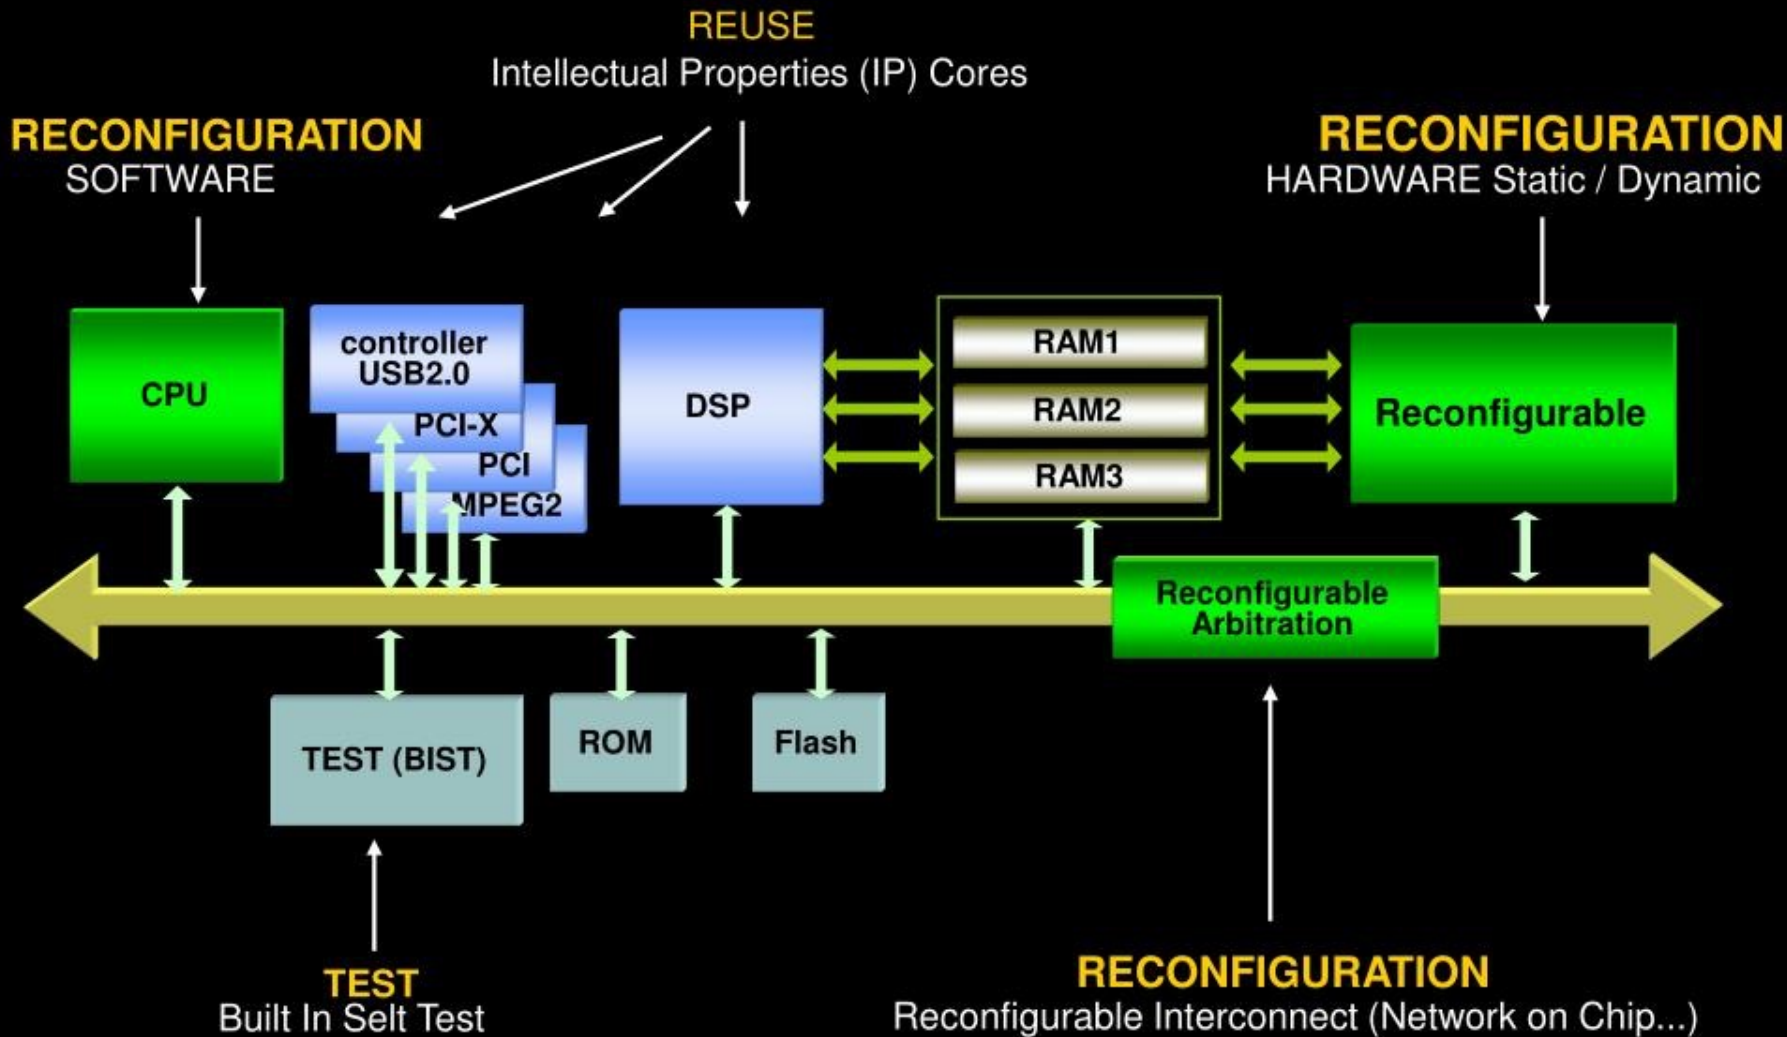 REUSE
Intellectual Properties (IP) Cores
RECONFIGURATION
SOFTWARE
RECONFIGURATION
HARDWARE Static / Dynamic
CPU
controller
USB2.0
PCI-X
PCI
MPEG2
DSP
RAM1
RAM2
RAM3
Reconfigurable
Reconfigurable
Arbitration
TEST (BIST)
ROM
Flash
TEST
Built In Selt Test
RECONFIGURATION
Reconfigurable Interconnect (Network on Chip...)